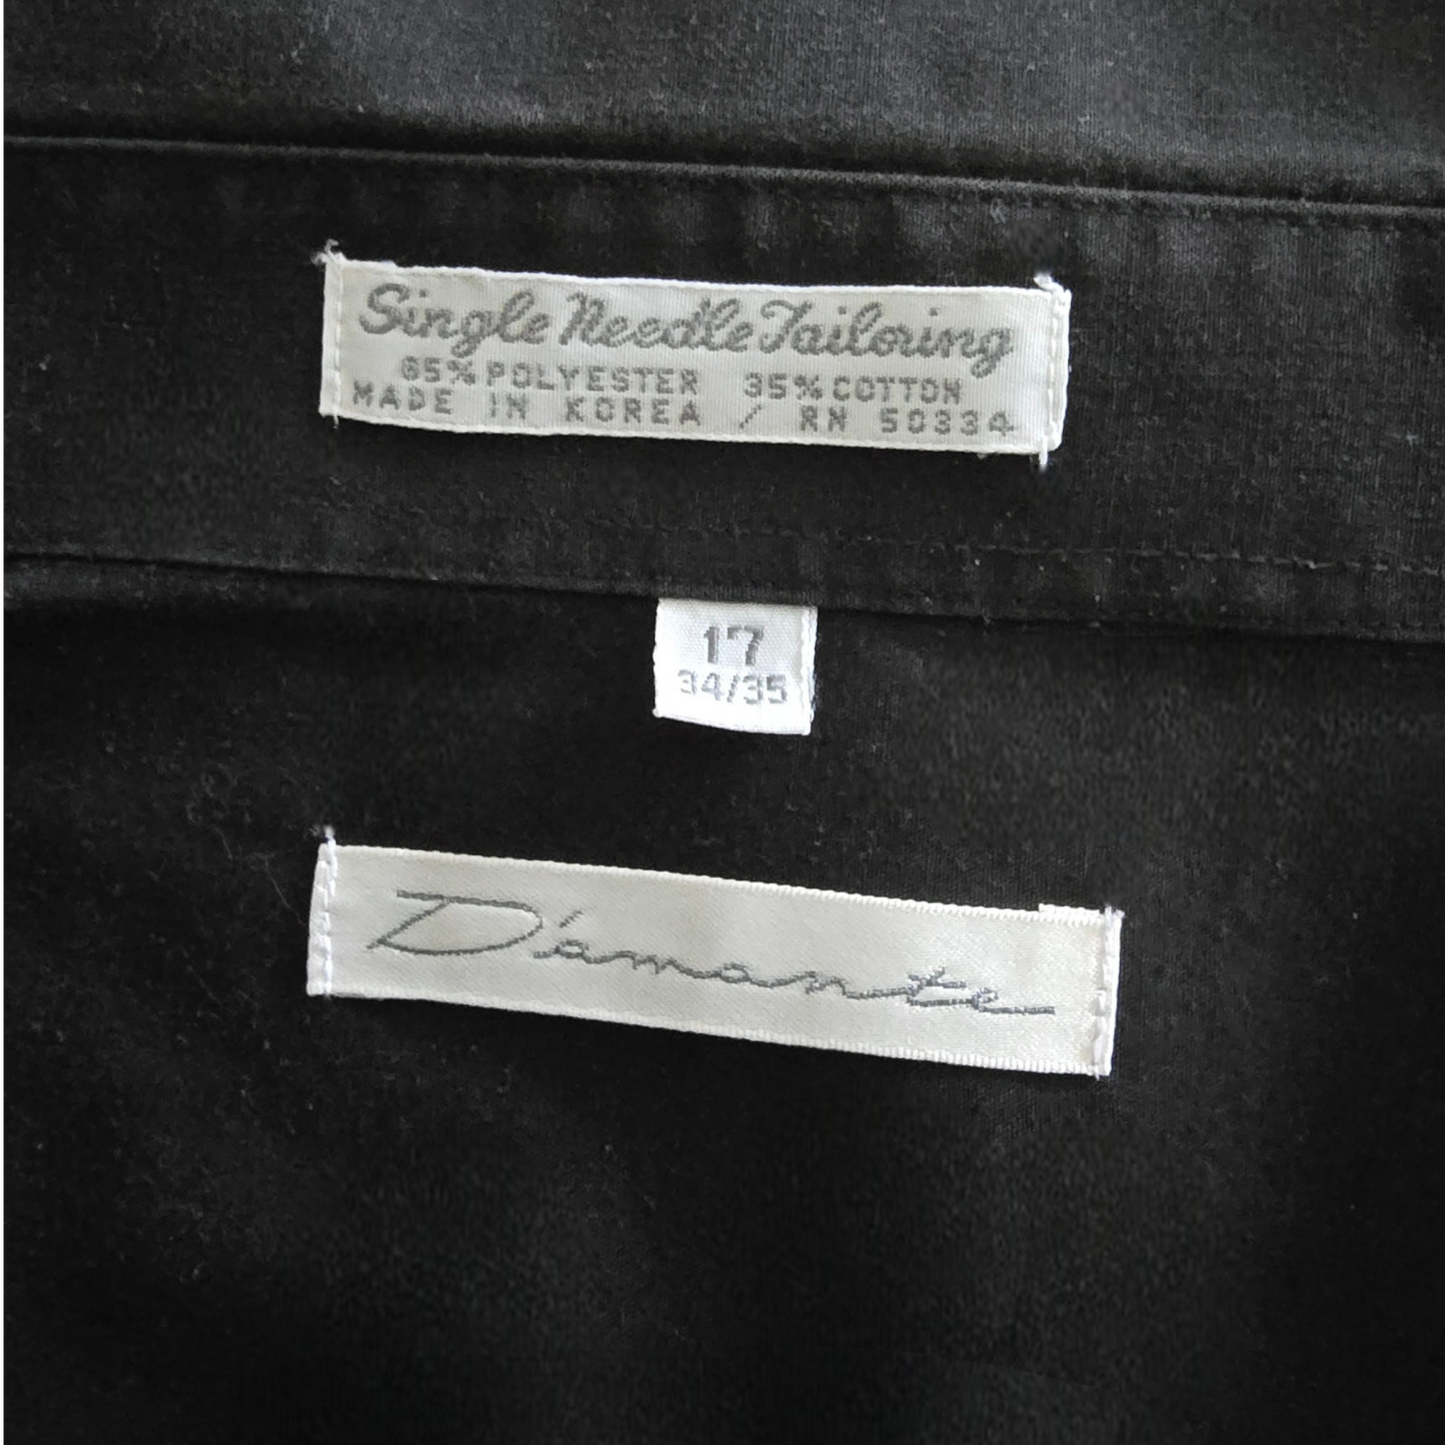 Single Needle Tailoring
65% POLYESTER 35% COTTON
MADE IN KOREA / RN 50334
17
34/35
D'amante